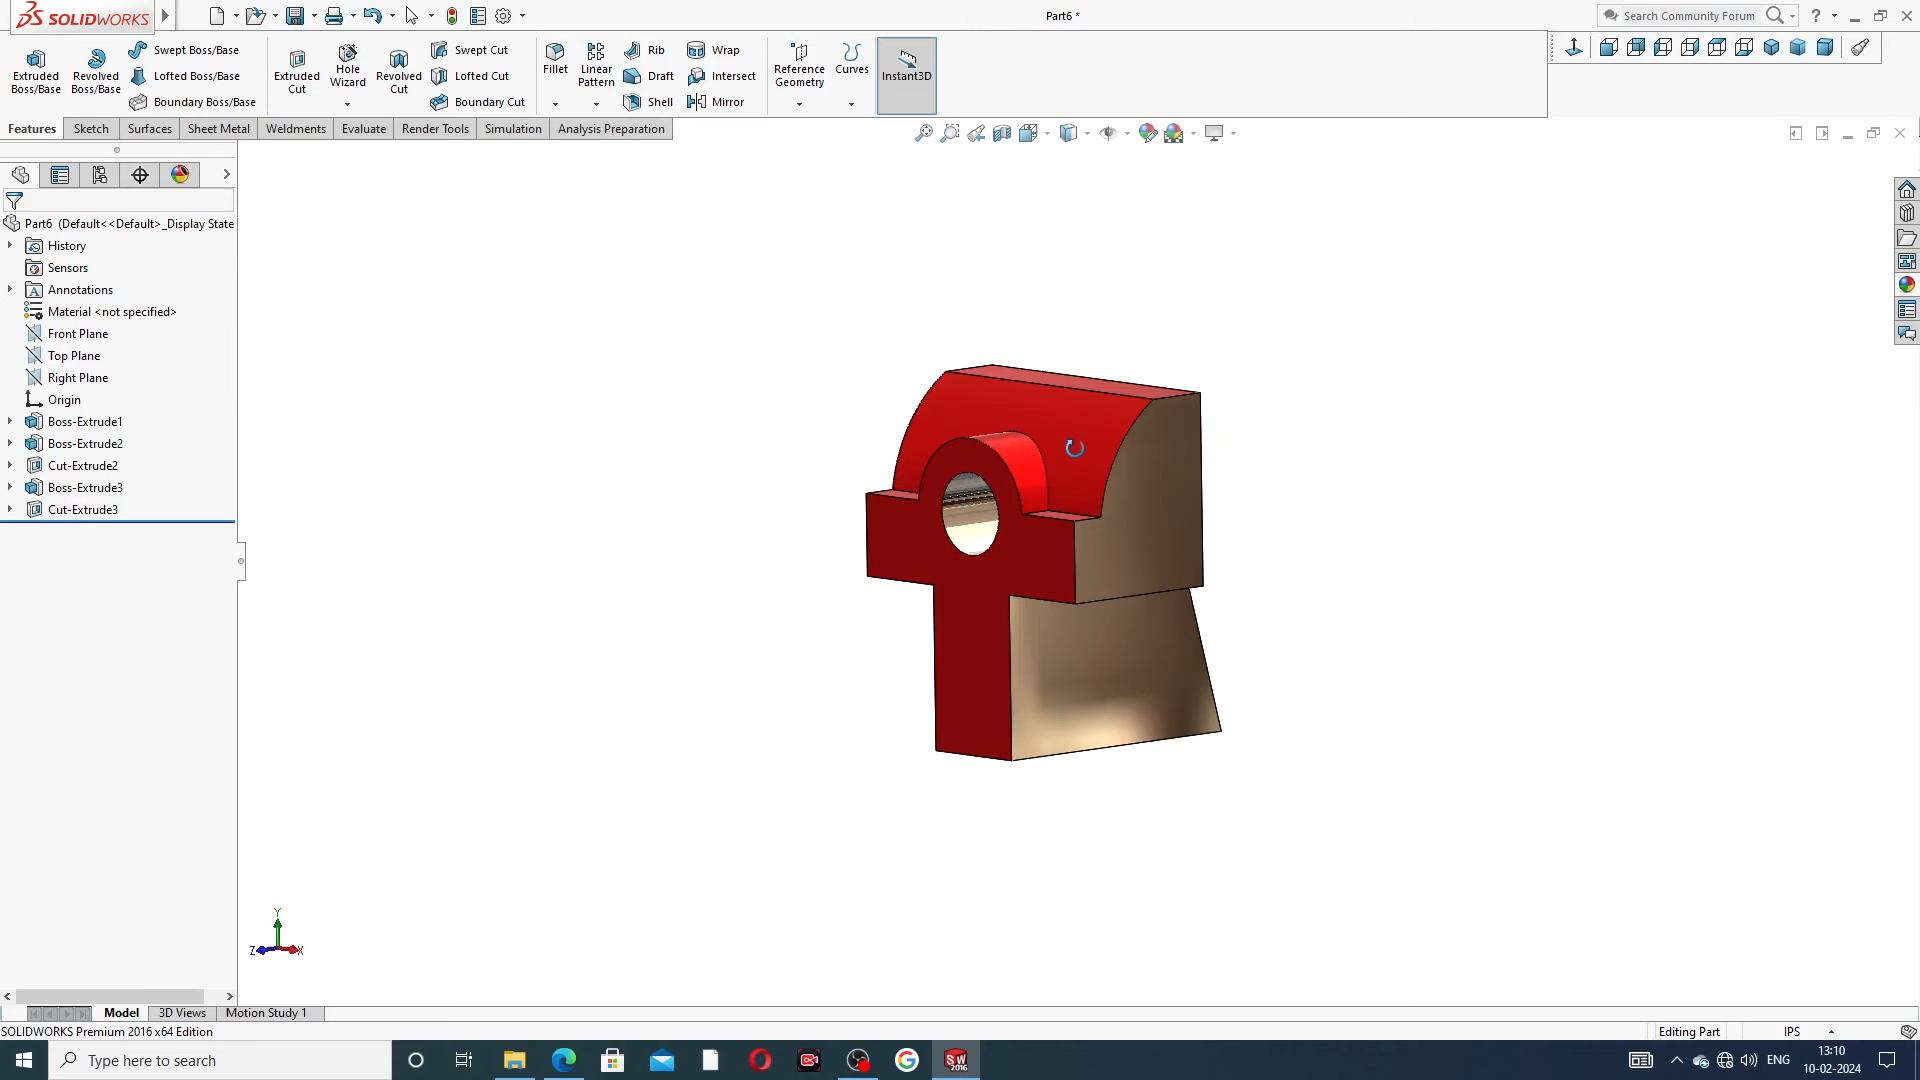 SOLIDWORKS
Part6 *
Search Community Forum
?
Extruded Boss/Base
Revolved Boss/Base
Swept Boss/Base
Lofted Boss/Base
Boundary Boss/Base
Extruded Cut
Hole Wizard
Revolved Cut
Swept Cut
Lofted Cut
Boundary Cut
Fillet
Linear Pattern
Rib
Draft
Shell
Wrap
Intersect
Mirror
Reference Geometry
Curves
Instant3D
Features
Sketch
Surfaces
Sheet Metal
Weldments
Evaluate
Render Tools
Simulation
Analysis Preparation
Part6 (Default<<Default>_Display State
History
Sensors
Annotations
Material <not specified>
Front Plane
Top Plane
Right Plane
Origin
Boss-Extrude1
Boss-Extrude2
Cut-Extrude2
Boss-Extrude3
Cut-Extrude3
Y
Z
X
Model
3D Views
Motion Study 1
SOLIDWORKS Premium 2016 x64 Edition
Editing Part
IPS
Type here to search
SW
2016
ENG
13:10
10-02-2024